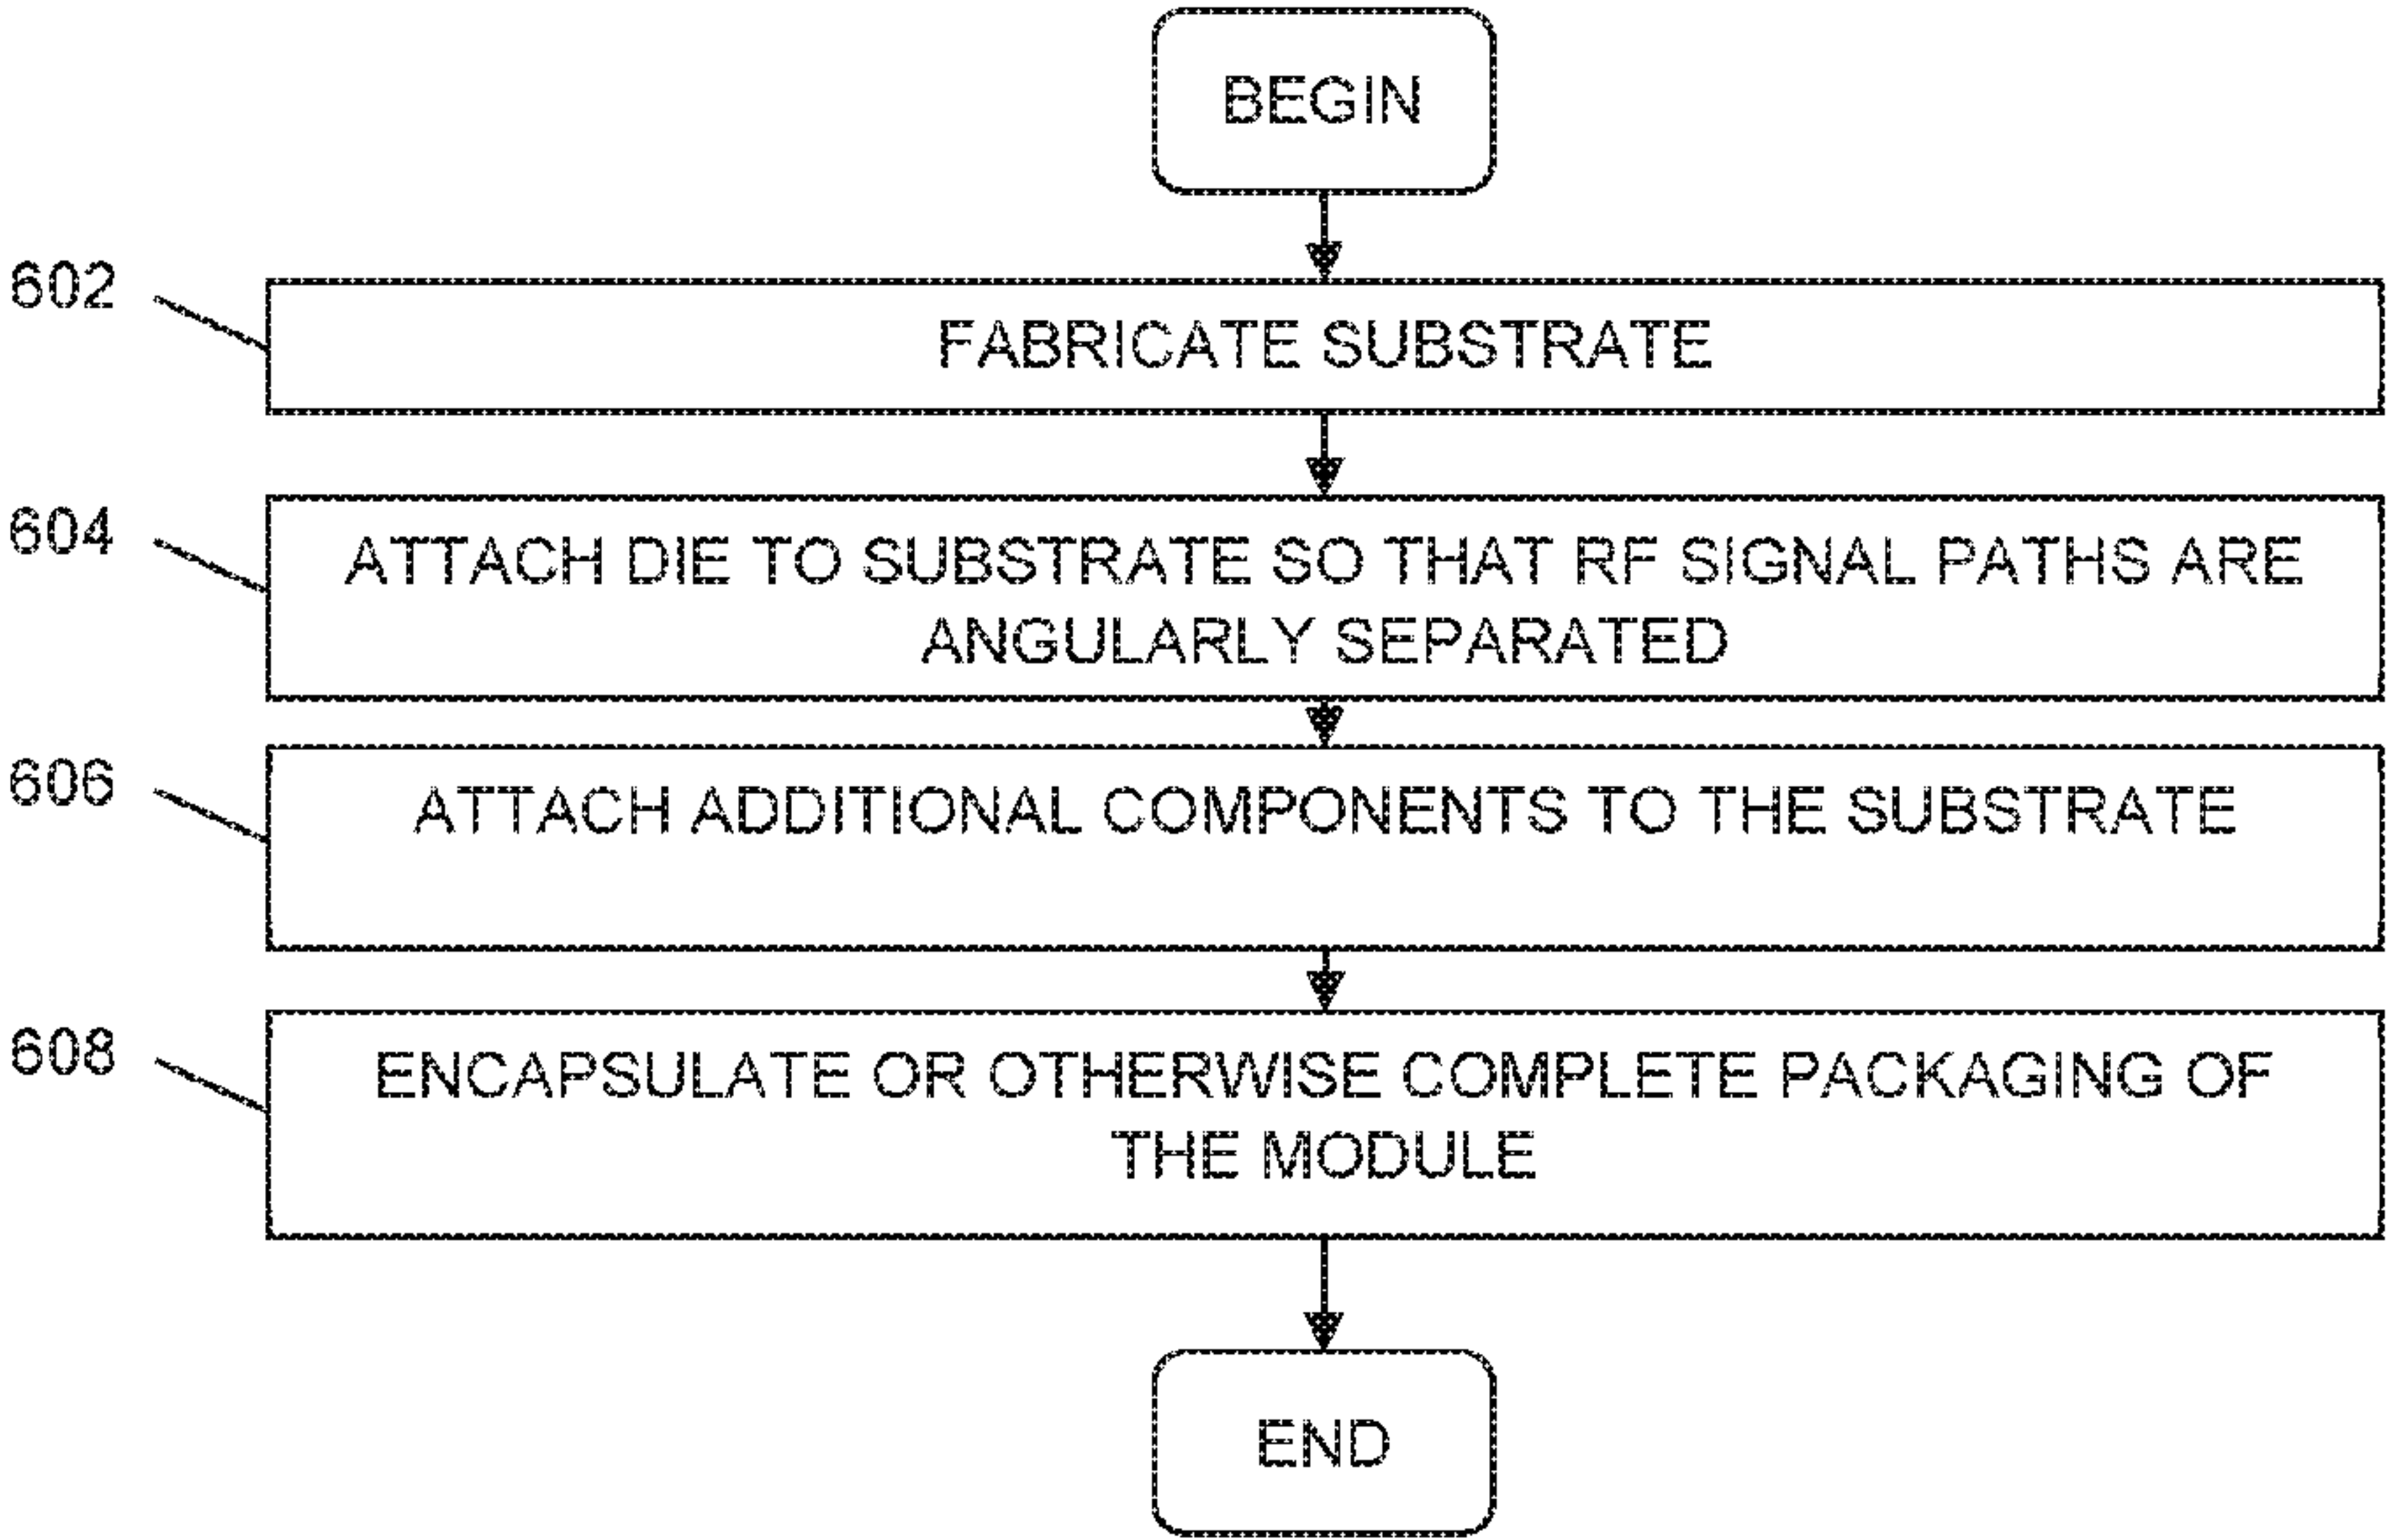 BEGIN
602
FABRICATE SUBSTRATE
604
ATTACH DIE TO SUBSTRATE SO THAT RF SIGNAL PATHS ARE
ANGULARLY SEPARATED
606
ATTACH ADDITIONAL COMPONENTS TO THE SUBSTRATE
608
ENCAPSULATE OR OTHERWISE COMPLETE PACKAGING OF
THE MODULE
END